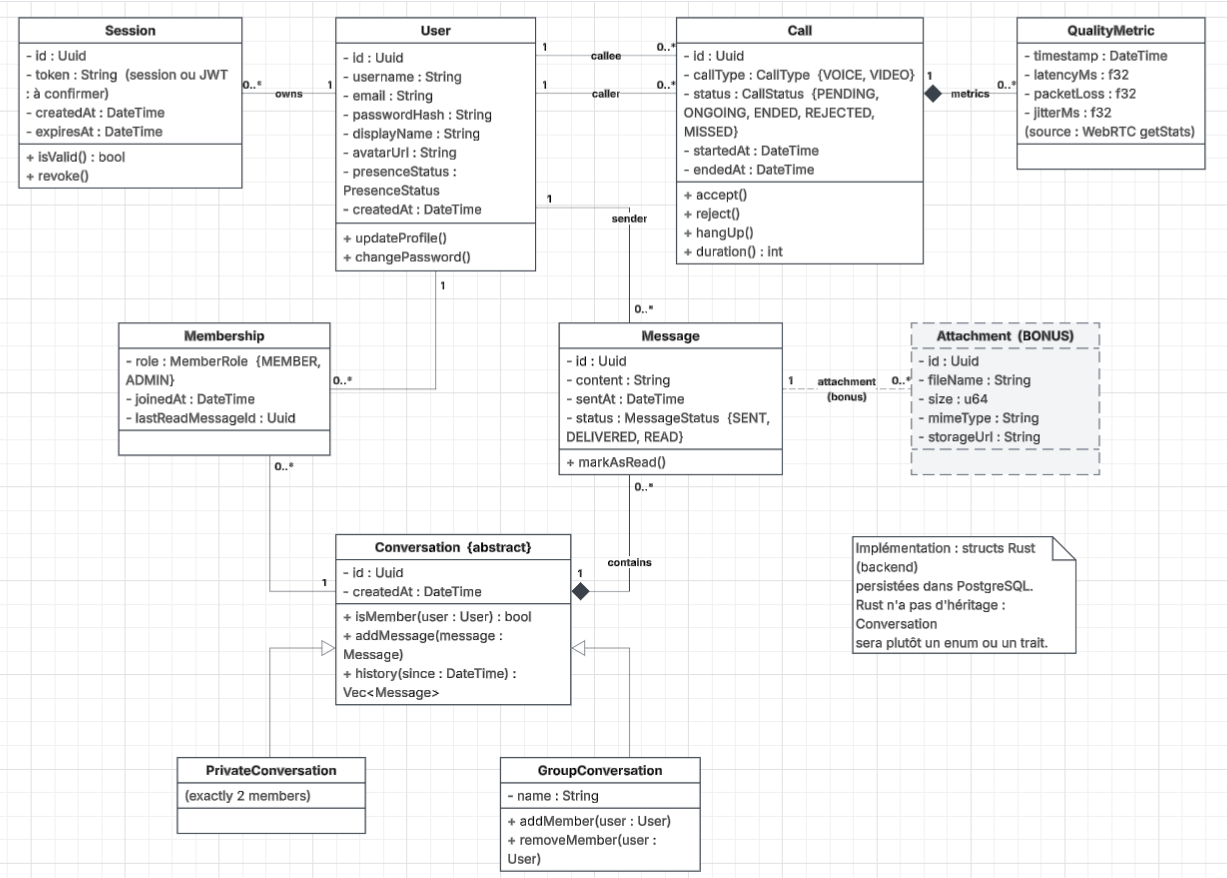 Session
- id : Uuid
- token : String  (session ou JWT
: à confirmer)
- createdAt : DateTime
- expiresAt : DateTime
+ isValid() : bool
+ revoke()
0..*
owns
1
User
- id : Uuid
- username : String
- email : String
- passwordHash : String
- displayName : String
- avatarUrl : String
- presenceStatus :
PresenceStatus
- createdAt : DateTime
+ updateProfile()
+ changePassword()
1
callee
0..*
1
caller
0..*
Call
- id : Uuid
- callType : CallType  {VOICE, VIDEO}
- status : CallStatus  {PENDING,
ONGOING, ENDED, REJECTED,
MISSED}
- startedAt : DateTime
- endedAt : DateTime
+ accept()
+ reject()
+ hangUp()
+ duration() : int
1
metrics
0..*
QualityMetric
- timestamp : DateTime
- latencyMs : f32
- packetLoss : f32
- jitterMs : f32
(source : WebRTC getStats)
1
sender
0..*
1
0..*
Membership
- role : MemberRole  {MEMBER,
ADMIN}
- joinedAt : DateTime
- lastReadMessageId : Uuid
0..*
1
Message
- id : Uuid
- content : String
- sentAt : DateTime
- status : MessageStatus  {SENT,
DELIVERED, READ}
+ markAsRead()
1
attachment
(bonus)
0..*
Attachment  (BONUS)
- id : Uuid
- fileName : String
- size : u64
- mimeType : String
- storageUrl : String
0..*
contains
1
Conversation  {abstract}
- id : Uuid
- createdAt : DateTime
+ isMember(user : User) : bool
+ addMessage(message :
Message)
+ history(since : DateTime) :
Vec<Message>
Implémentation : structs Rust
(backend)
persistées dans PostgreSQL.
Rust n'a pas d'héritage :
Conversation
sera plutôt un enum ou un trait.
PrivateConversation
(exactly 2 members)
GroupConversation
- name : String
+ addMember(user : User)
+ removeMember(user :
User)